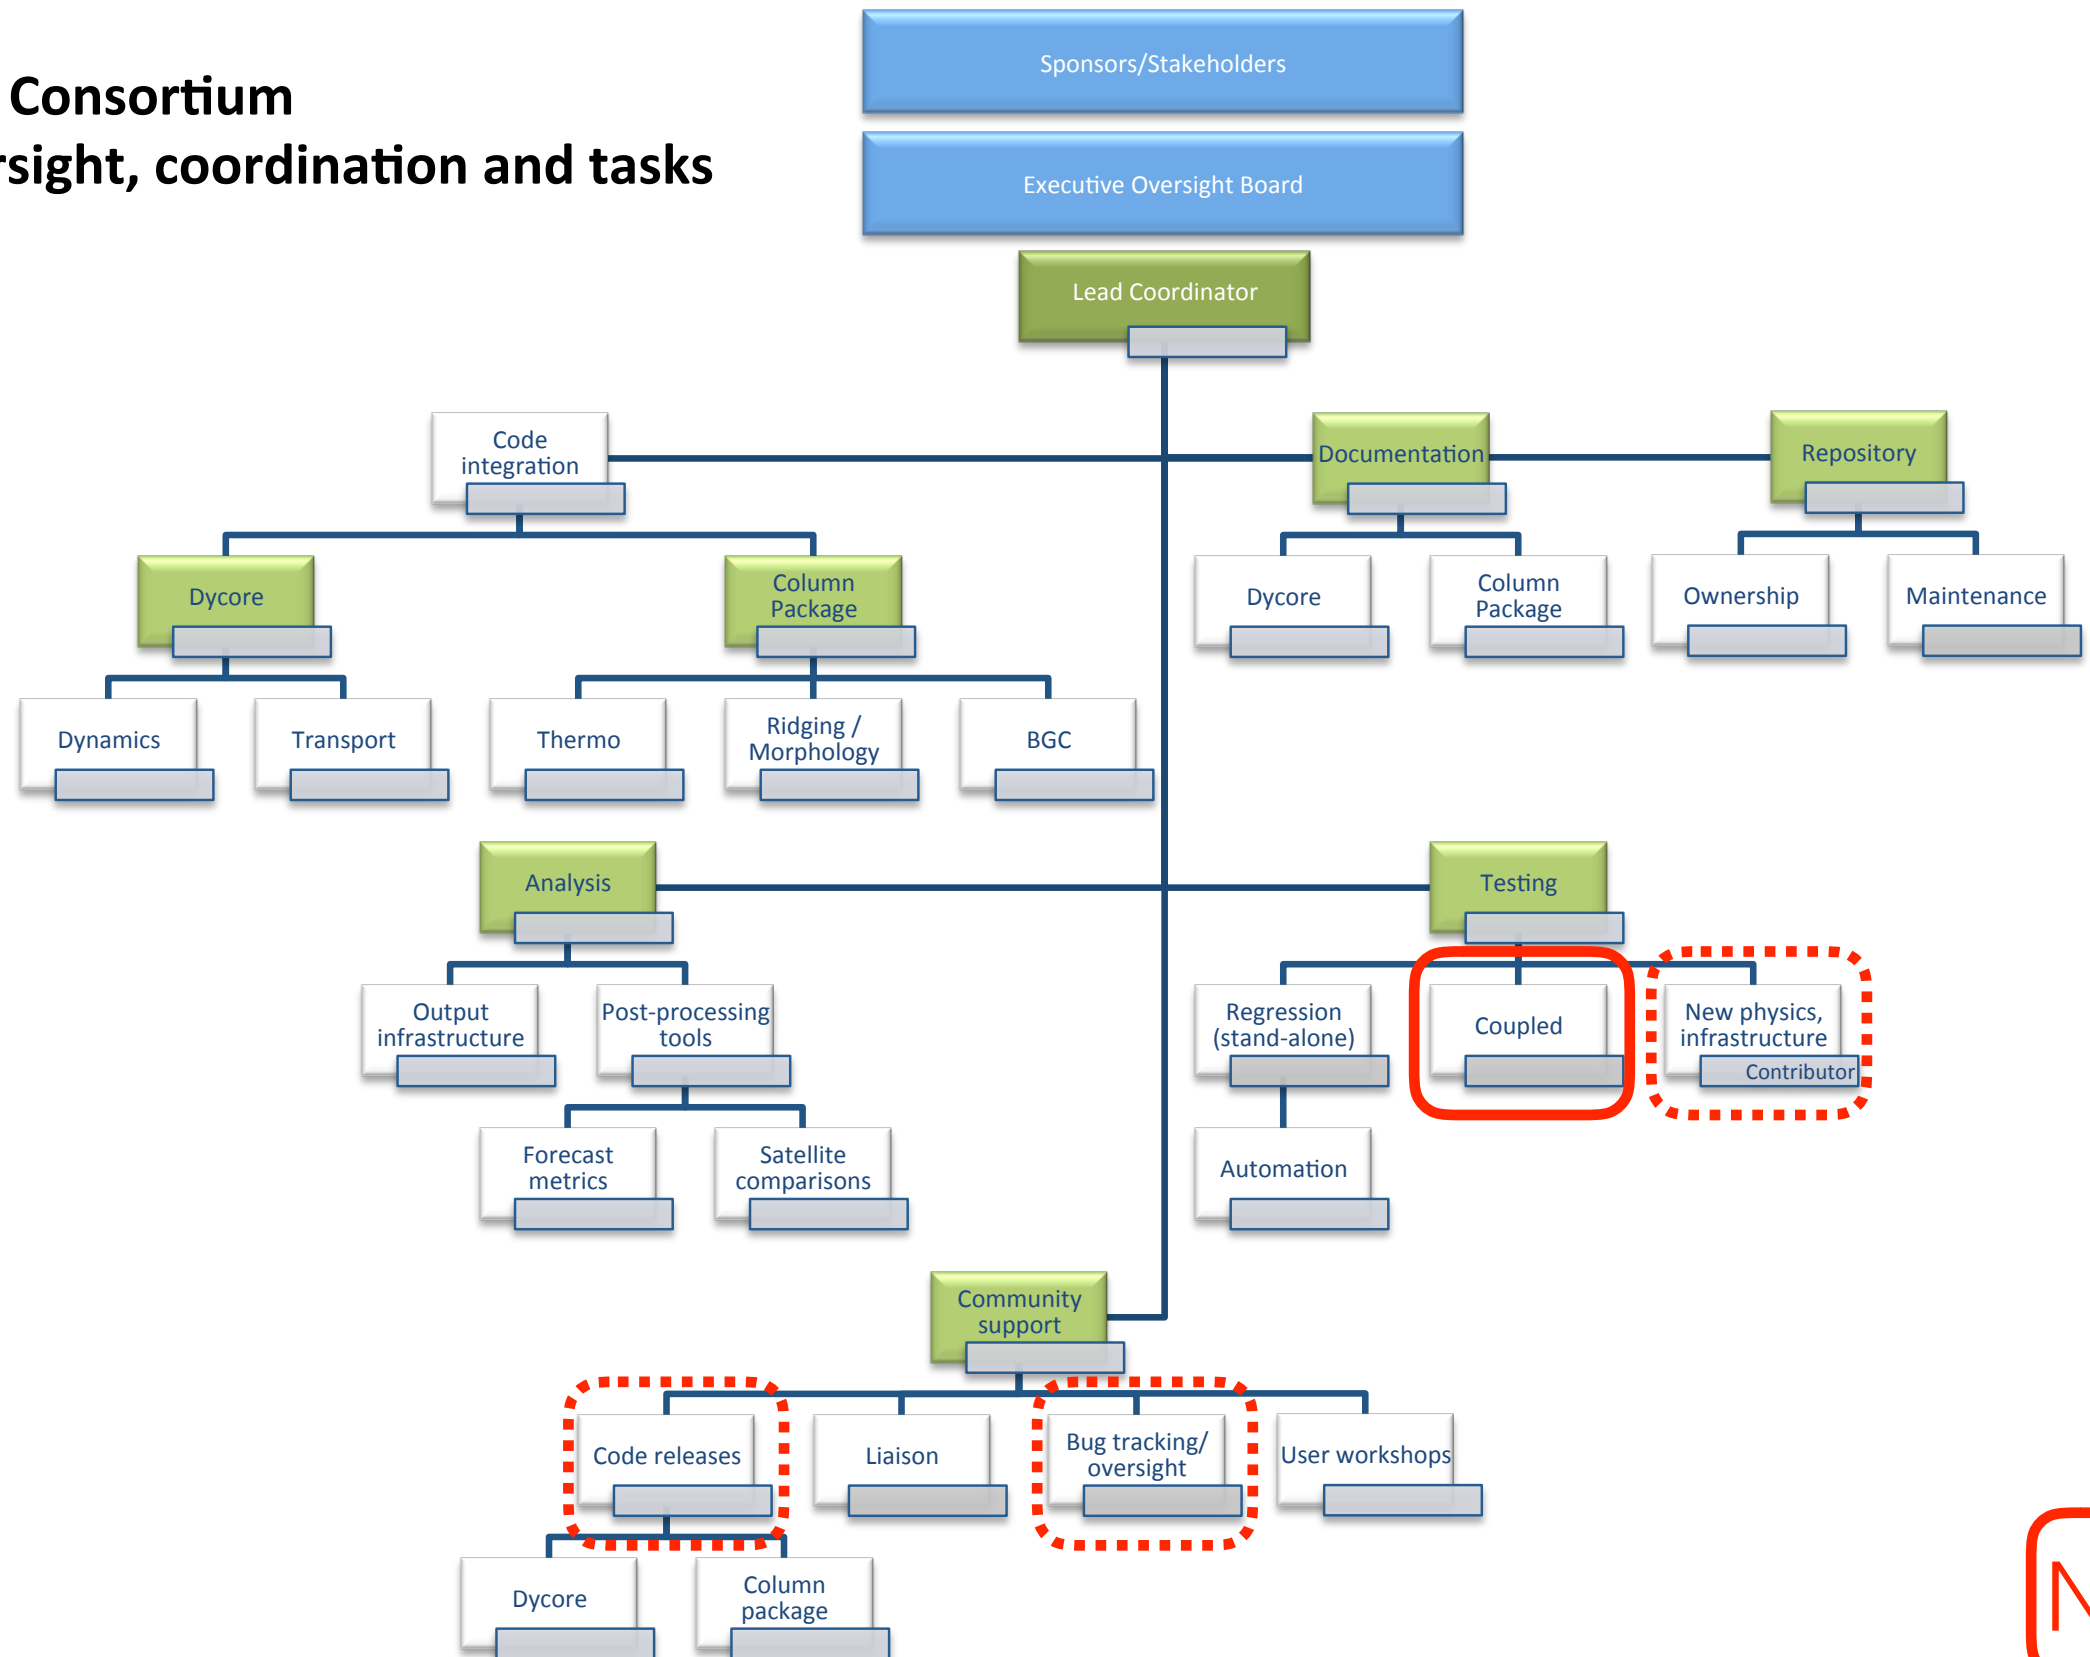 Consortium
rsight, coordination and tasks
Sponsors/Stakeholders
Executive Oversight Board
Lead Coordinator
Code
integration
Documentation
Repository
Dycore
Column
Package
Dycore
Column
Package
Ownership
Maintenance
Dynamics
Transport
Thermo
Ridging /
Morphology
BGC
Analysis
Testing
Output
infrastructure
Post-processing
tools
Regression
(stand-alone)
Coupled
New physics,
infrastructure
Contributor
Forecast
metrics
Satellite
comparisons
Automation
Community
support
Code releases
Liaison
Bug tracking/
oversight
User workshops
Dycore
Column
package
N